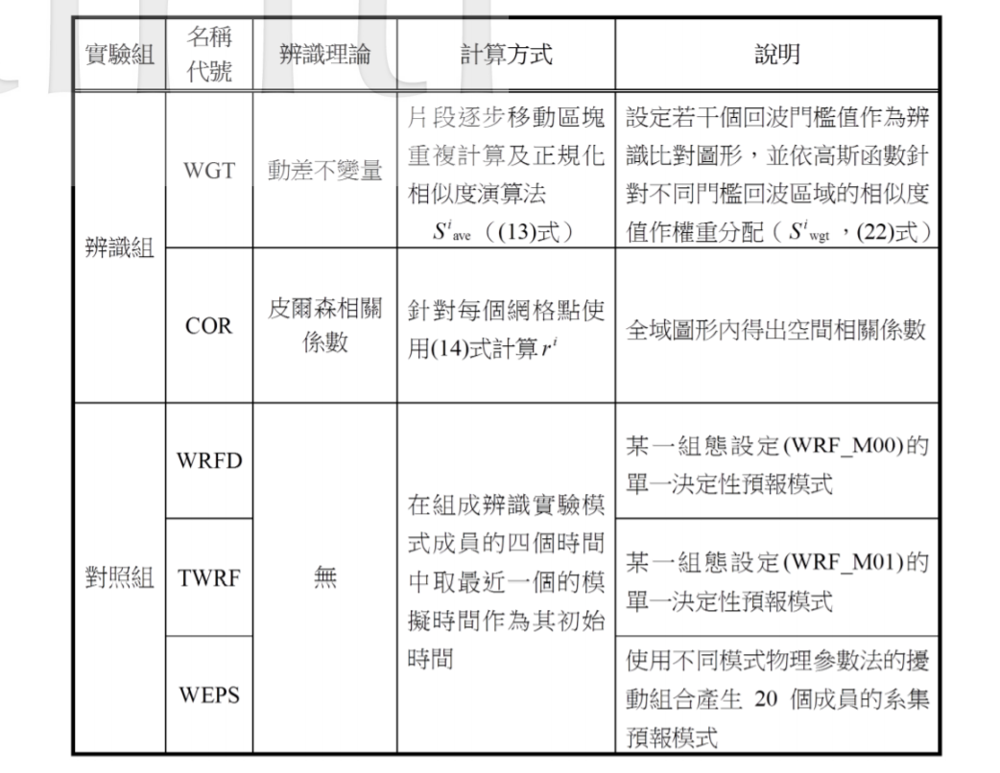 實驗組
名稱
代號
辨識理論
計算方式
說明
辨識組
WGT
動差不變量
片段逐步移動區塊
重複計算及正規化
相似度演算法
S^i_ave((13)式)
設定若干個回波門檻值作為辨
識比對圖形,並依高斯函數針
對不同門檻回波區域的相似度
值作權重分配(S^i_wgt,(22)式)
COR
皮爾森相關
係數
針對每個網格點使
用(14)式計算r^i
全域圖形內得出空間相關係數
對照組
WRFD
無
在組成辨識實驗模
式成員的四個時間
中取最近一個的模
擬時間作為其初始
時間
某一組態設定(WRF_M00)的
單一決定性預報模式
TWRF
某一組態設定(WRF_M01)的
單一決定性預報模式
WEPS
使用不同模式物理參數法的擾
動組合產生 20 個成員的系集
預報模式